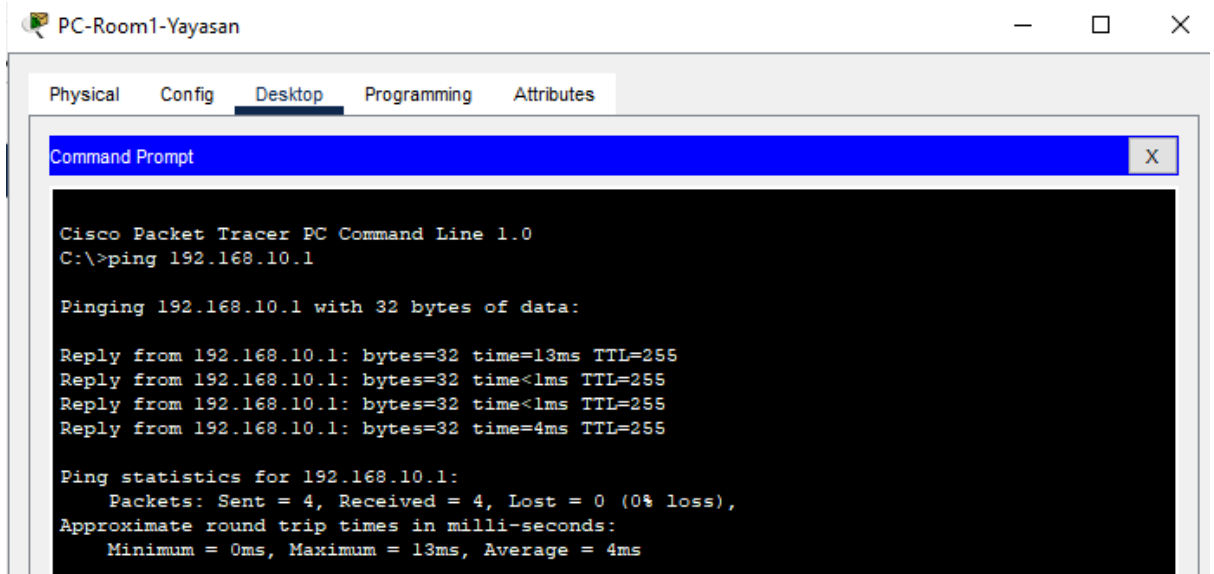 PC-Room1-Yayasan
Physical Config Desktop Programming Attributes
Command Prompt X
Cisco Packet Tracer PC Command Line 1.0
C:\>ping 192.168.10.1
Pinging 192.168.10.1 with 32 bytes of data:
Reply from 192.168.10.1: bytes=32 time=13ms TTL=255
Reply from 192.168.10.1: bytes=32 time<1ms TTL=255
Reply from 192.168.10.1: bytes=32 time<1ms TTL=255
Reply from 192.168.10.1: bytes=32 time=4ms TTL=255
Ping statistics for 192.168.10.1:
Packets: Sent = 4, Received = 4, Lost = 0 (0% loss),
Approximate round trip times in milli-seconds:
Minimum = 0ms, Maximum = 13ms, Average = 4ms